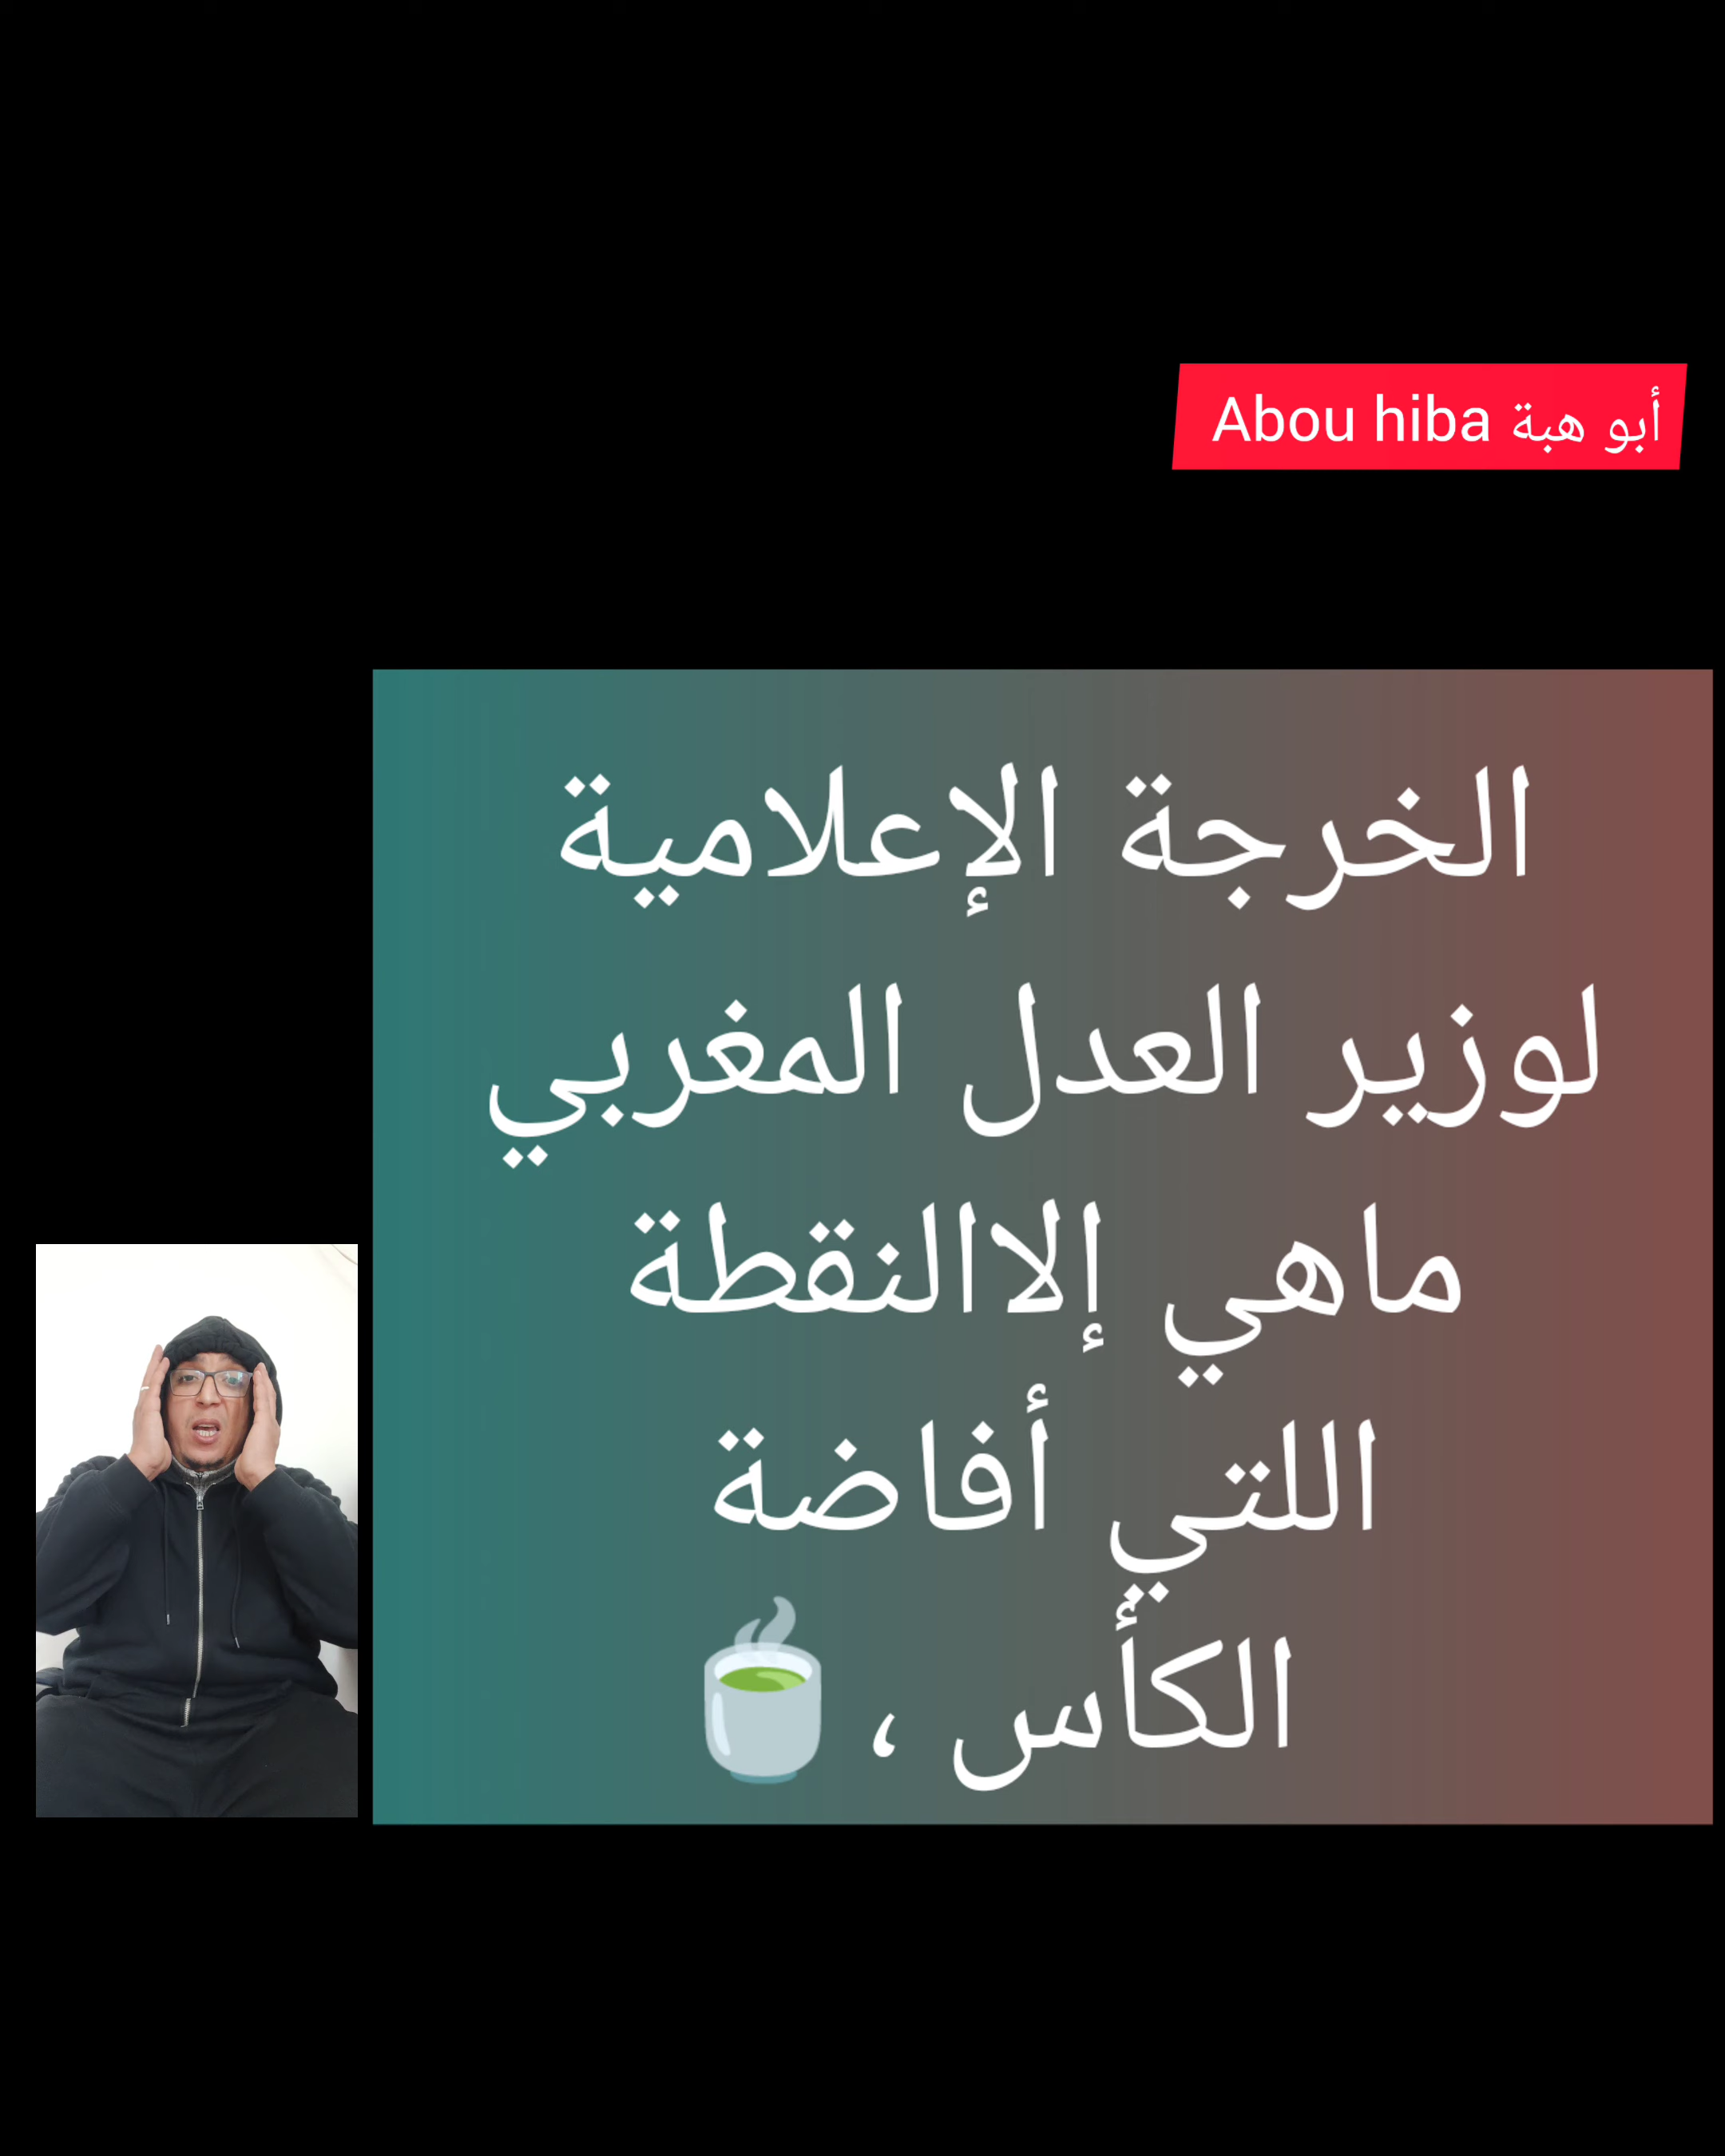 Abou hiba أبو هبة
الخرجة الإعلامية
لوزير العدل المغربي
ماهي إلاالنقطة
اللتي أفاضة
الكأس ، 🍵